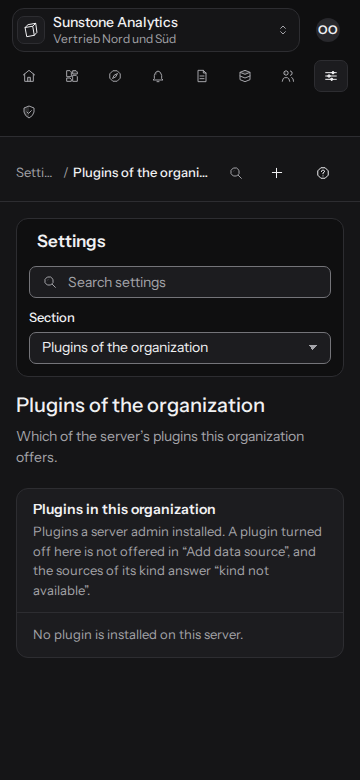 Sunstone Analytics
Vertrieb Nord und Süd
OO
Setti... / Plugins of the organi...
Settings
Search settings
Section
Plugins of the organization
Plugins of the organization
Which of the server's plugins this organization
offers.
Plugins in this organization
Plugins a server admin installed. A plugin turned
off here is not offered in “Add data source”, and
the sources of its kind answer “kind not
available”.
No plugin is installed on this server.